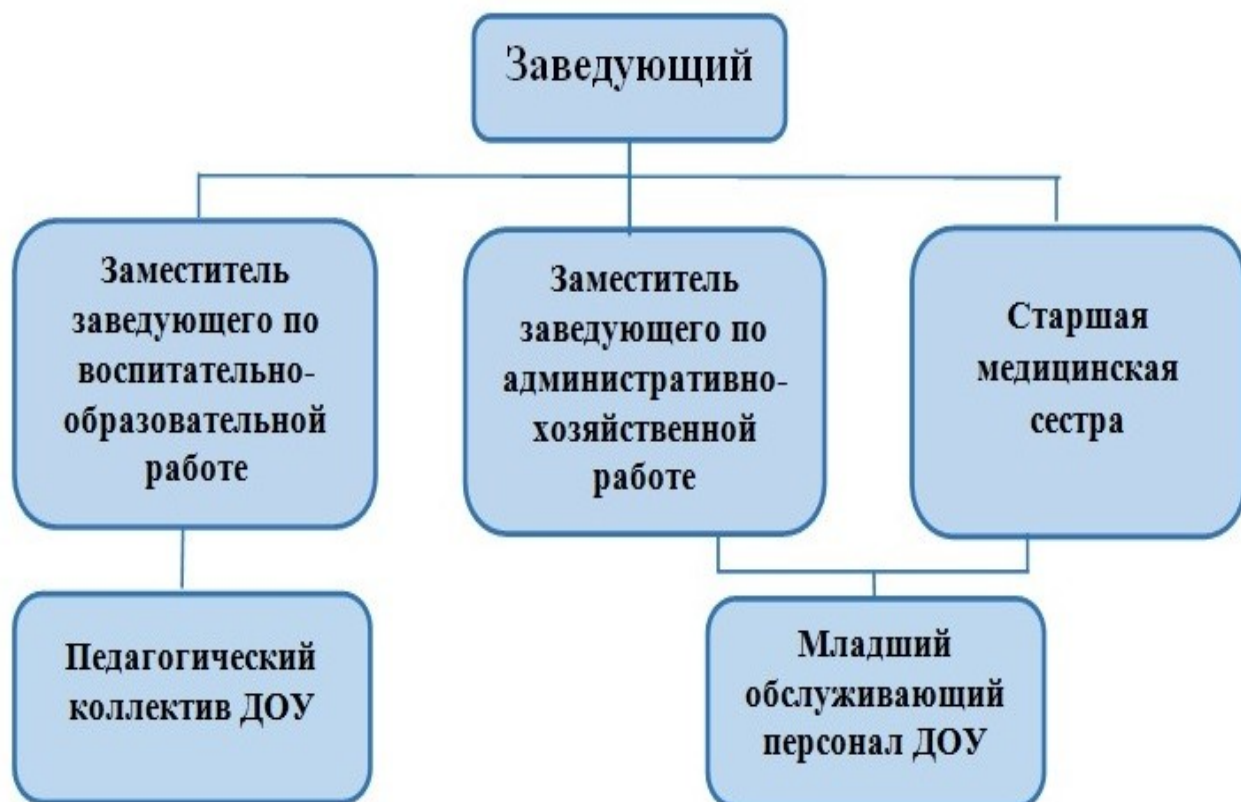 Заведующий
Заместитель
заведующего по
воспитательно-
образовательной
работе
Заместитель
заведующего по
административно-
хозяйственной
работе
Старшая
медицинская
сестра
Педагогический
коллектив ДОУ
Младший
обслуживающий
персонал ДОУ